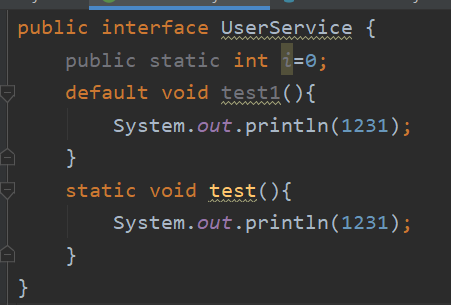 public interface UserService {
public static int i=0;
default void test1(){
System.out.println(1231);
}
static void test(){
System.out.println(1231);
}
}